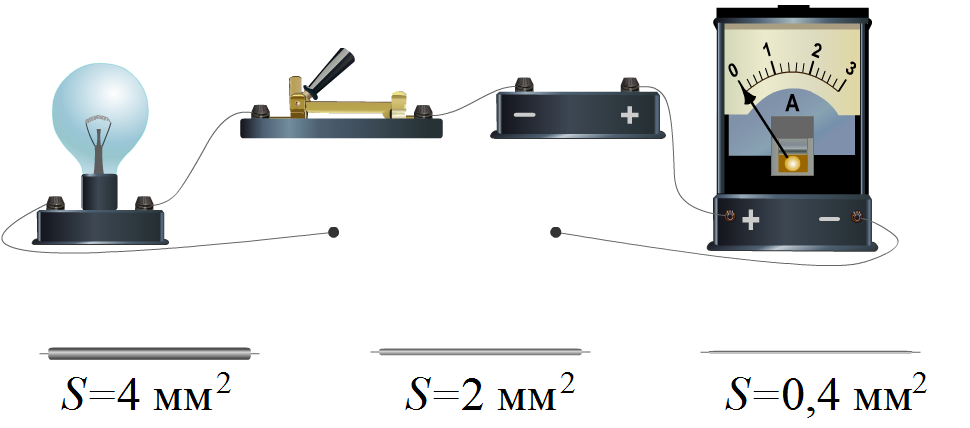 0 1 2 3
A
− +
+ −
S=4 мм²
S=2 мм²
S=0,4 мм²